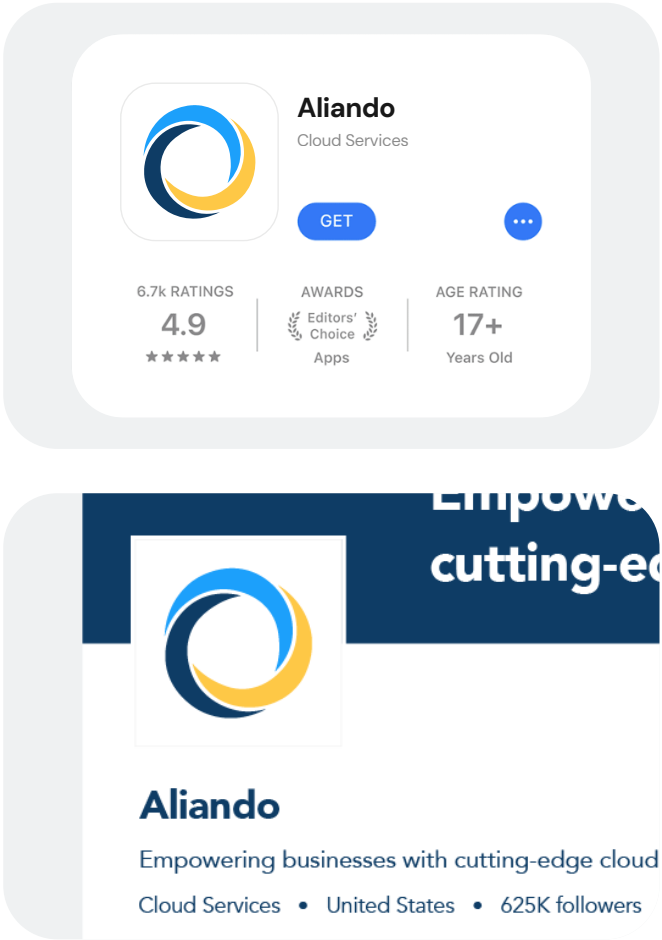 Aliando
Cloud Services
GET
6.7k RATINGS
4.9
AWARDS
Editors'
Choice
Apps
AGE RATING
17+
Years Old
cutting-e
Aliando
Empowering businesses with cutting-edge cloud
Cloud Services • United States • 625K followers